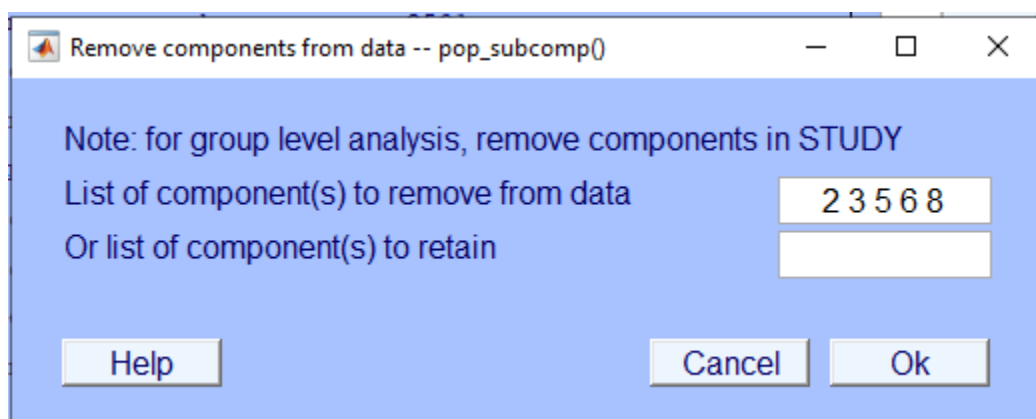 Remove components from data -- pop_subcomp()
Note: for group level analysis, remove components in STUDY
List of component(s) to remove from data
2 3 5 6 8
Or list of component(s) to retain
Help
Cancel
Ok